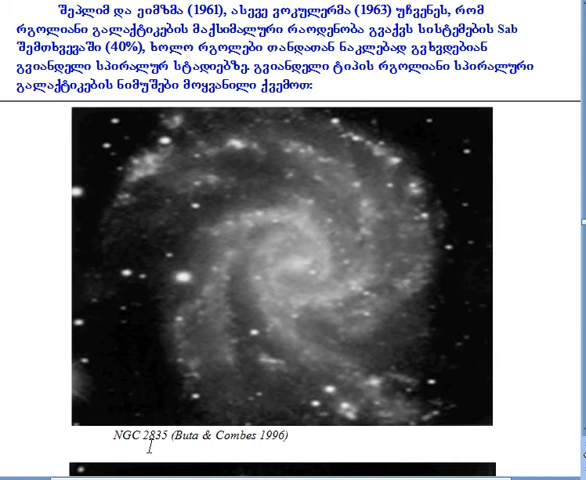 შეპლიმ და ეიმზმა (1961), ასევე ვოკულერმა (1963) უჩვენეს, რომ
რგოლიანი გალაქტიკების მაქსიმალური რაოდენობა გვაქვს სისტემების Sab
შემთხვევაში (40%), ხოლო რგოლები თანდათან ნაკლებად გვხვდებიან
გვიანდელი სპირალურ სტადიებზე. გვიანდელი ტიპის რგოლიანი სპირალური
გალაქტიკების ნიმუშები მოყვანილი ქვემოთ:
NGC 2835 (Buta & Combes 1996)